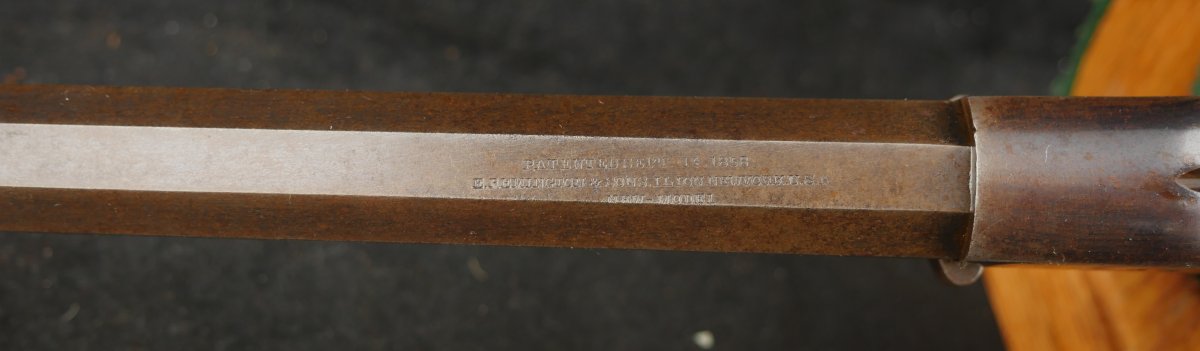 PATENTED SEPT. 14, 1858
E. REMINGTON & SONS, ILION, NEW YORK, U.S.A
NEW-MODEL